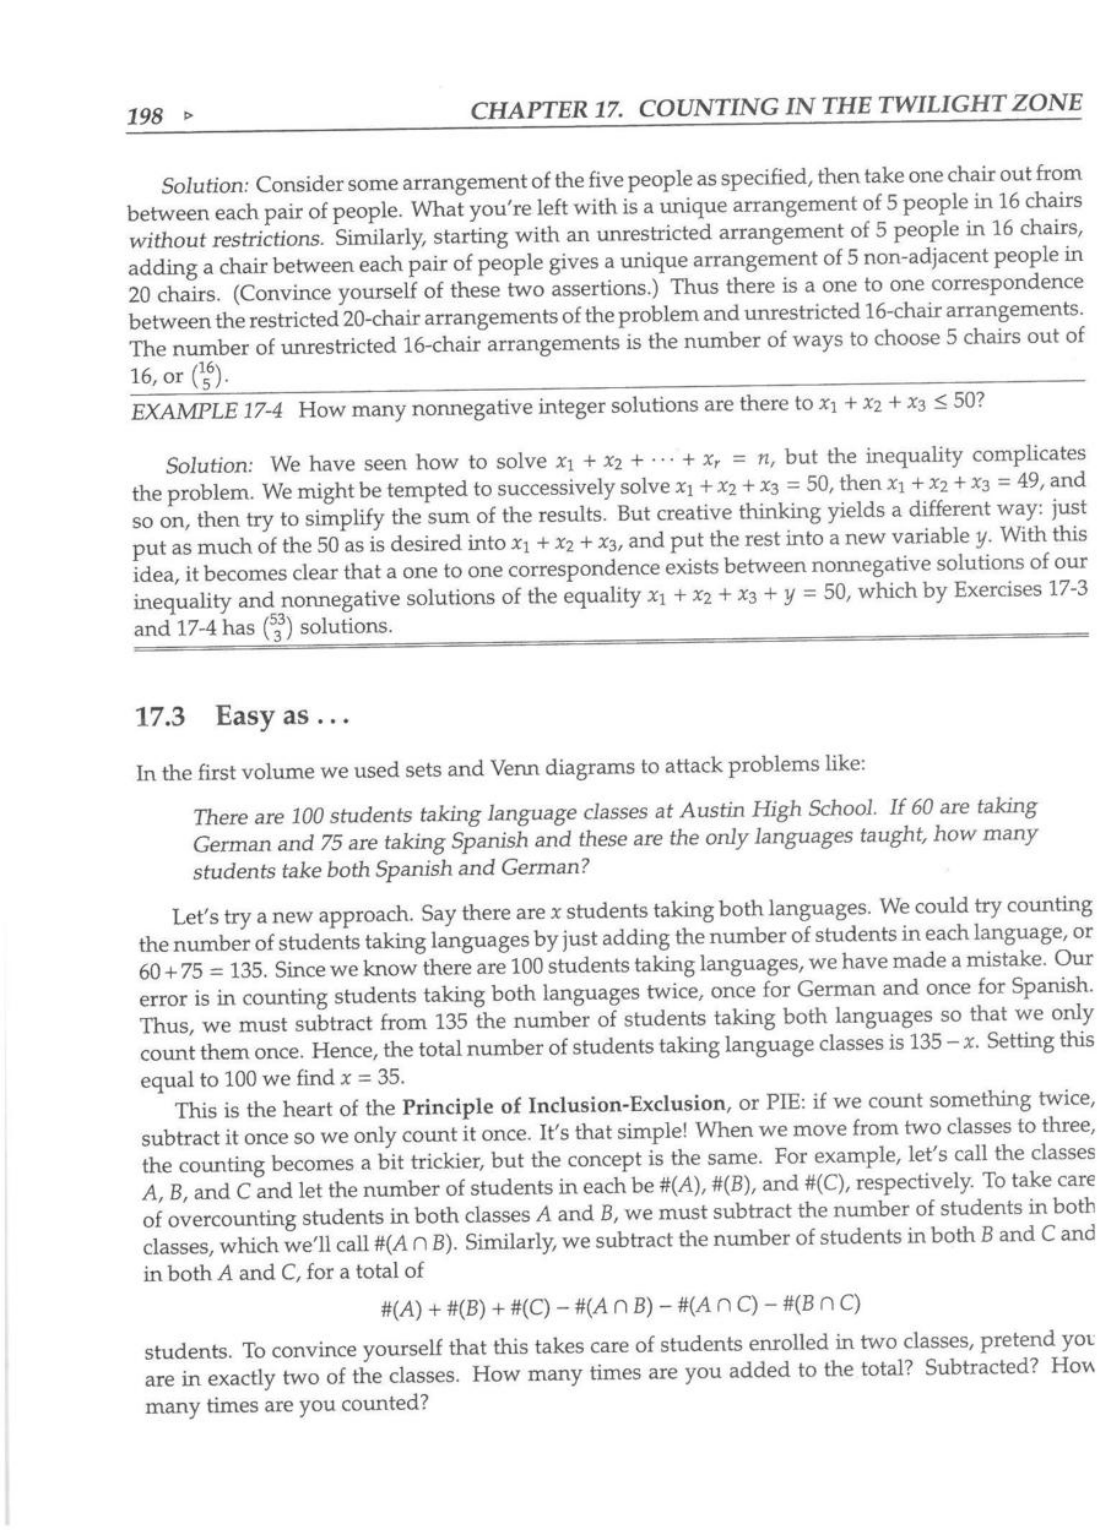 198 ▹ CHAPTER 17. COUNTING IN THE TWILIGHT ZONE
Solution: Consider some arrangement of the five people as specified, then take one chair out from
between each pair of people. What you're left with is a unique arrangement of 5 people in 16 chairs
without restrictions. Similarly, starting with an unrestricted arrangement of 5 people in 16 chairs,
adding a chair between each pair of people gives a unique arrangement of 5 non-adjacent people in
20 chairs. (Convince yourself of these two assertions.) Thus there is a one to one correspondence
between the restricted 20-chair arrangements of the problem and unrestricted 16-chair arrangements.
The number of unrestricted 16-chair arrangements is the number of ways to choose 5 chairs out of
16, or (16 5).
EXAMPLE 17-4 How many nonnegative integer solutions are there to x₁ + x₂ + x₃ ≤ 50?
Solution: We have seen how to solve x₁ + x₂ + ⋯ + xᵣ = n, but the inequality complicates
the problem. We might be tempted to successively solve x₁ + x₂ + x₃ = 50, then x₁ + x₂ + x₃ = 49, and
so on, then try to simplify the sum of the results. But creative thinking yields a different way: just
put as much of the 50 as is desired into x₁ + x₂ + x₃, and put the rest into a new variable y. With this
idea, it becomes clear that a one to one correspondence exists between nonnegative solutions of our
inequality and nonnegative solutions of the equality x₁ + x₂ + x₃ + y = 50, which by Exercises 17-3
and 17-4 has (53 3) solutions.
17.3 Easy as ...
In the first volume we used sets and Venn diagrams to attack problems like:
There are 100 students taking language classes at Austin High School. If 60 are taking
German and 75 are taking Spanish and these are the only languages taught, how many
students take both Spanish and German?
Let's try a new approach. Say there are x students taking both languages. We could try counting
the number of students taking languages by just adding the number of students in each language, or
60 + 75 = 135. Since we know there are 100 students taking languages, we have made a mistake. Our
error is in counting students taking both languages twice, once for German and once for Spanish.
Thus, we must subtract from 135 the number of students taking both languages so that we only
count them once. Hence, the total number of students taking language classes is 135 − x. Setting this
equal to 100 we find x = 35.
This is the heart of the Principle of Inclusion-Exclusion, or PIE: if we count something twice,
subtract it once so we only count it once. It's that simple! When we move from two classes to three,
the counting becomes a bit trickier, but the concept is the same. For example, let's call the classes
A, B, and C and let the number of students in each be #(A), #(B), and #(C), respectively. To take care
of overcounting students in both classes A and B, we must subtract the number of students in both
classes, which we'll call #(A ∩ B). Similarly, we subtract the number of students in both B and C and
in both A and C, for a total of
#(A) + #(B) + #(C) − #(A ∩ B) − #(A ∩ C) − #(B ∩ C)
students. To convince yourself that this takes care of students enrolled in two classes, pretend you
are in exactly two of the classes. How many times are you added to the total? Subtracted? How
many times are you counted?